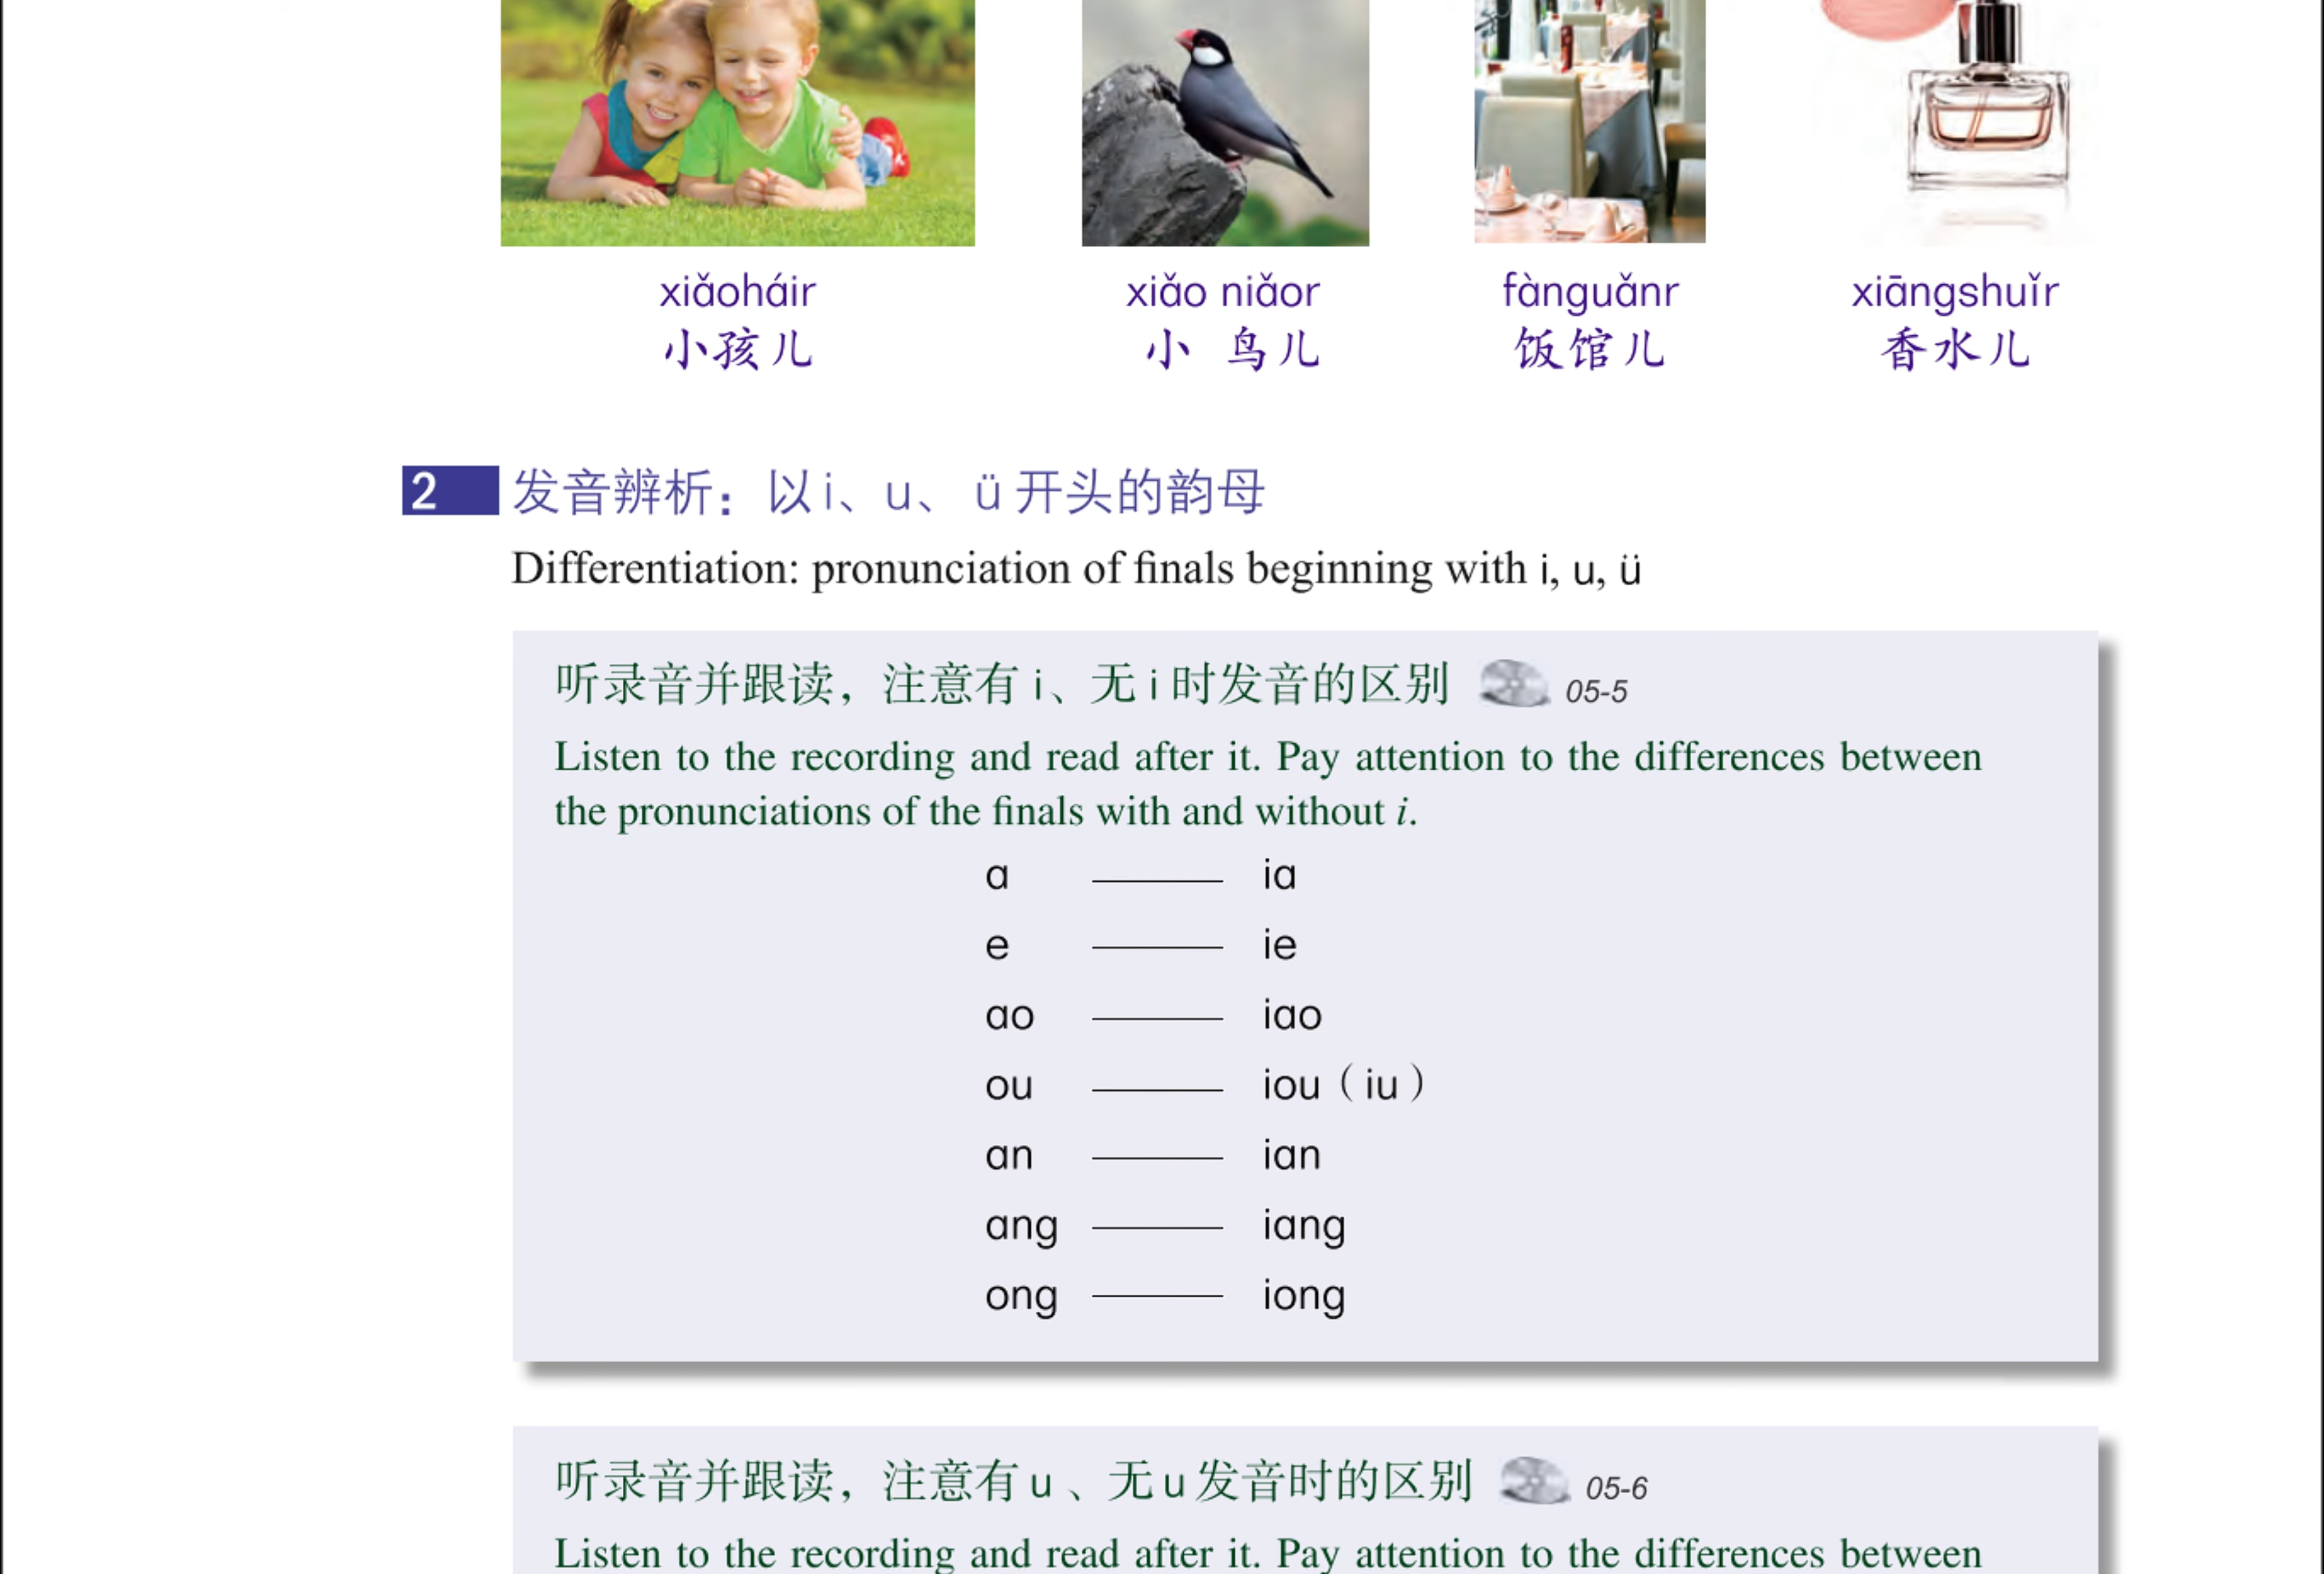 xiǎoháir xiǎo niǎor fànguǎnr xiāngshuǐr
小孩儿 小 鸟儿 饭馆儿 香水儿
2 发音辨析：以 i、u、ü 开头的韵母
Differentiation: pronunciation of finals beginning with i, u, ü
听录音并跟读，注意有 i、无 i 时发音的区别 05-5
Listen to the recording and read after it. Pay attention to the differences between
the pronunciations of the finals with and without i.
a —— ia
e —— ie
ao —— iao
ou —— iou（iu）
an —— ian
ang —— iang
ong —— iong
听录音并跟读，注意有 u 、无 u 发音时的区别 05-6
Listen to the recording and read after it. Pay attention to the differences between